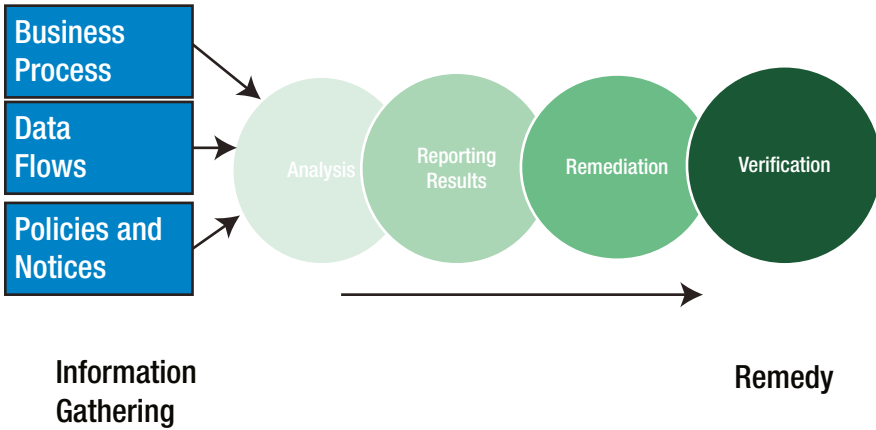 Business
Process
Data
Flows
Policies and
Notices
Analysis
Reporting
Results
Remediation
Verification
Information
Gathering
Remedy